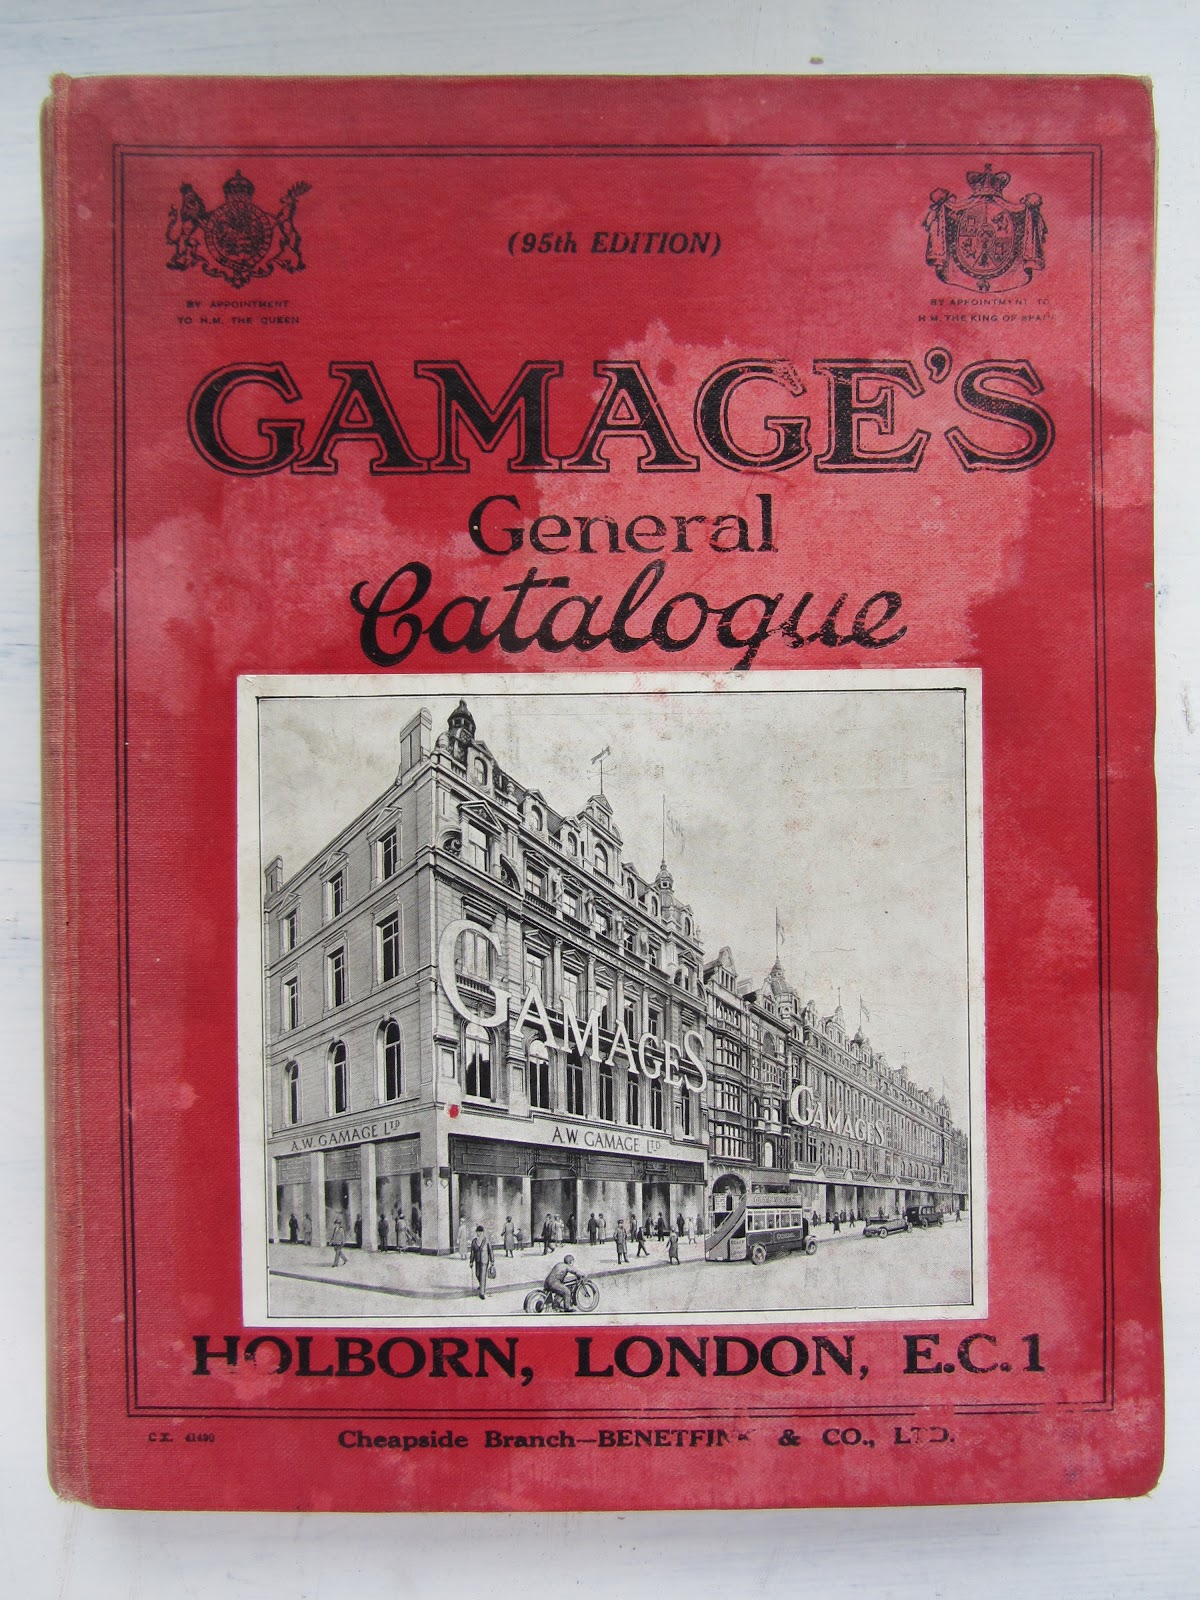 (95th EDITION)
BY APPOINTMENT
TO H.M. THE QUEEN
BY APPOINTMENT TO
H.M. THE KING OF SPAIN
GAMAGE'S
General
Catalogue
GAMAGES
GAMAGES
A.W. GAMAGE LTD
A.W. GAMAGE LTD.
HOLBORN, LONDON, E.C.1
C.X. 41490
Cheapside Branch—BENETFINK & CO., LTD.